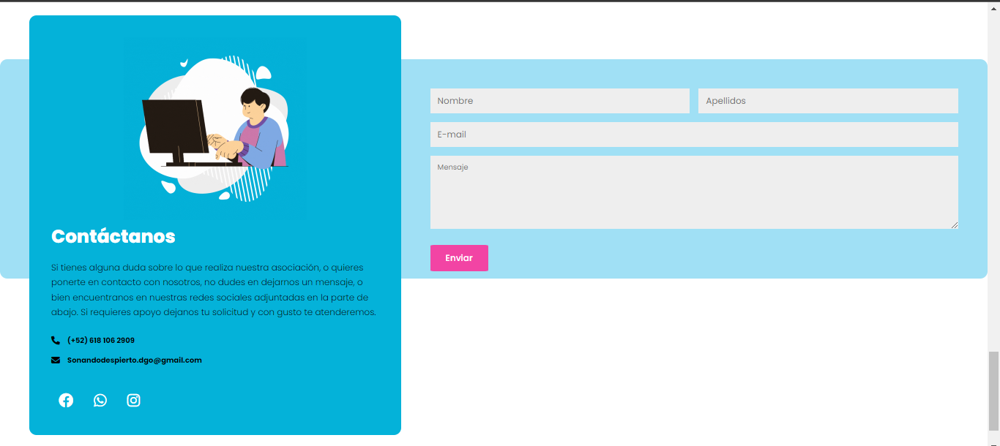 Contáctanos
Si tienes alguna duda sobre lo que realiza nuestra asociación, o quieres
ponerte en contacto con nosotros, no dudes en dejarnos un mensaje, o
bien encuentranos en nuestras redes sociales adjuntadas en la parte de
abajo. Si requieres apoyo dejanos tu solicitud y con gusto te atenderemos.
(+52) 618 106 2909
Sonandodespierto.dgo@gmail.com
Nombre
Apellidos
E-mail
Mensaje
Enviar